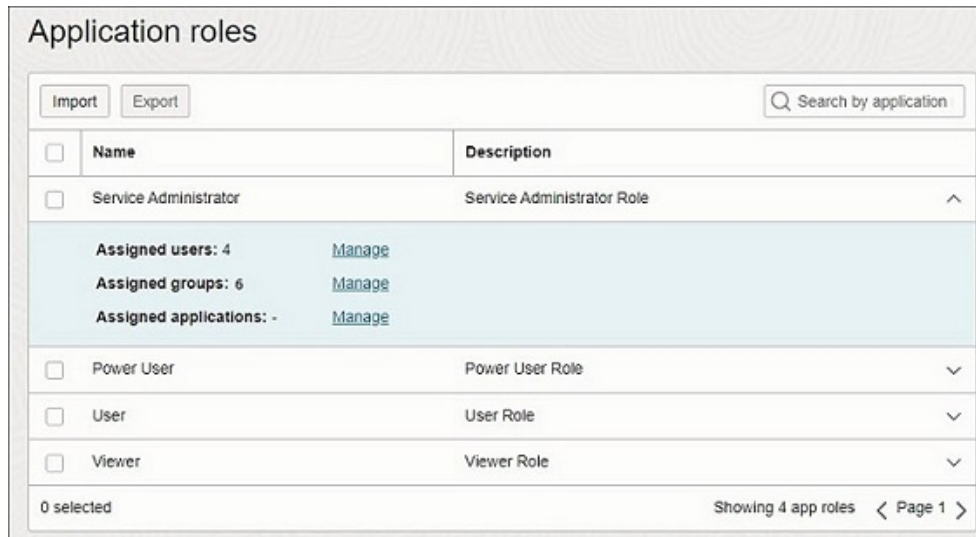 Application roles
Import Export Search by application
Name Description
Service Administrator Service Administrator Role
Assigned users: 4 Manage
Assigned groups: 6 Manage
Assigned applications: - Manage
Power User Power User Role
User User Role
Viewer Viewer Role
0 selected Showing 4 app roles Page 1